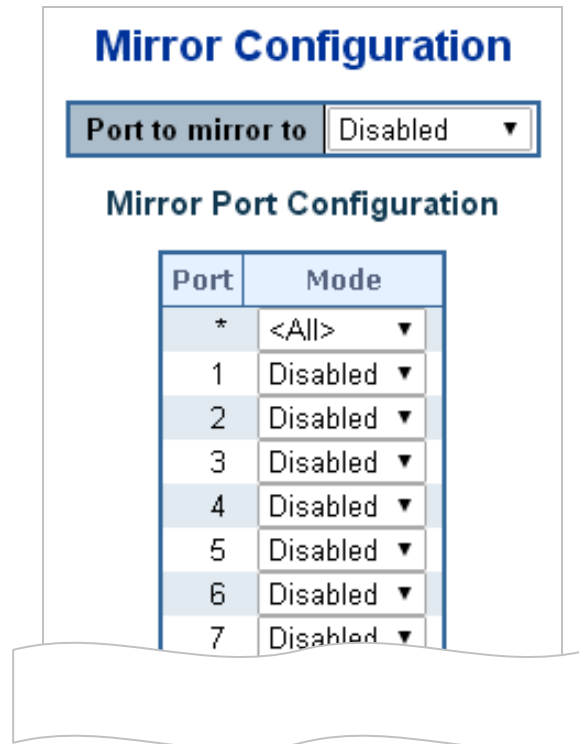 Mirror Configuration
Port to mirror to Disabled
Mirror Port Configuration
Port Mode
* <All>
1 Disabled
2 Disabled
3 Disabled
4 Disabled
5 Disabled
6 Disabled
7 Disabled